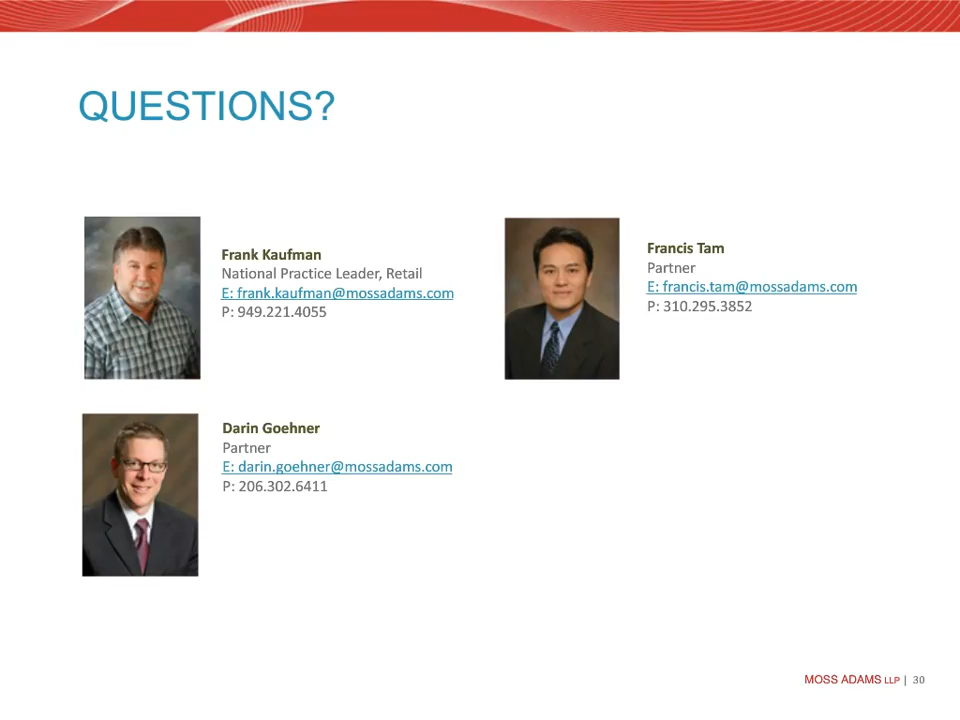 QUESTIONS?
Frank Kaufman
National Practice Leader, Retail
E: frank.kaufman@mossadams.com
P: 949.221.4055
Francis Tam
Partner
E: francis.tam@mossadams.com
P: 310.295.3852
Darin Goehner
Partner
E: darin.goehner@mossadams.com
P: 206.302.6411
MOSS ADAMS LLP | 30